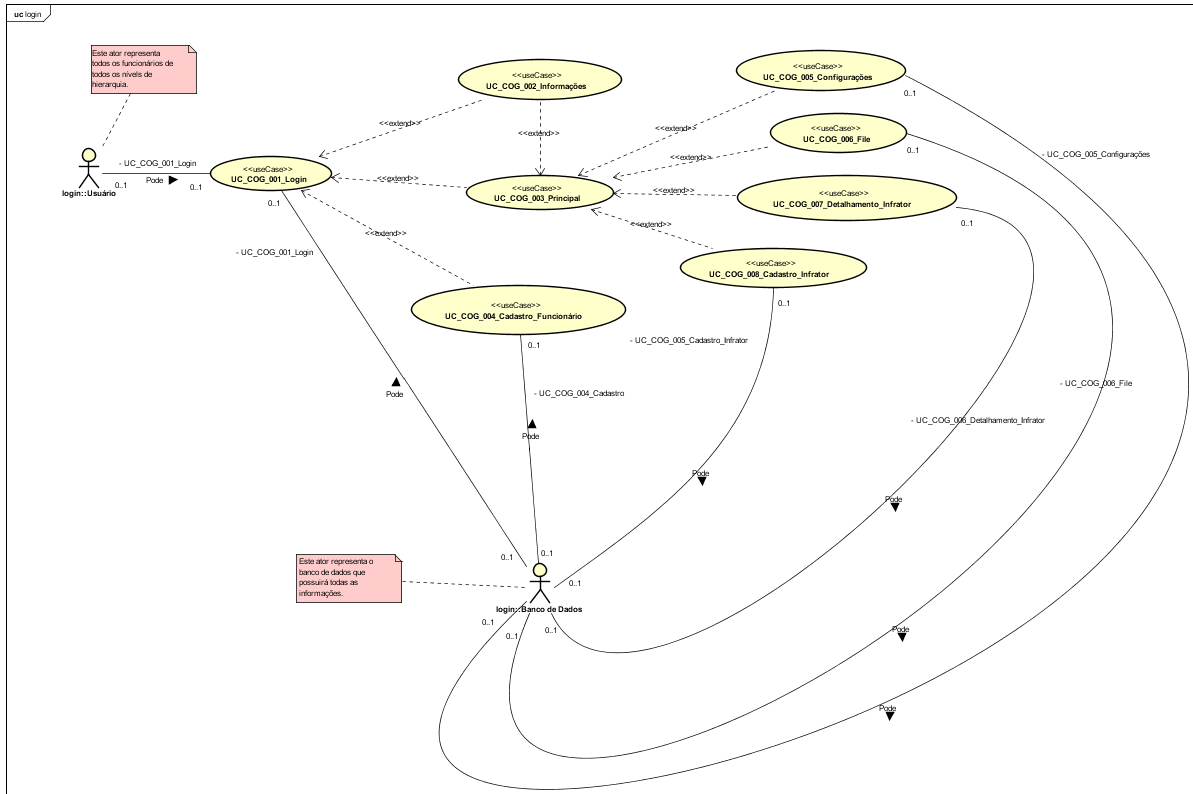 uc login
Este ator representa
todos os funcionários de
todos os níveis de
hierarquia.
login::Usuário
- UC_COG_001_Login
0..1
Pode
0..1
<<useCase>>
UC_COG_001_Login
0..1
<<useCase>>
UC_COG_002_Informações
<<extend>>
<<extend>>
<<extend>>
<<useCase>>
UC_COG_003_Principal
<<useCase>>
UC_COG_005_Configurações
0..1
<<extend>>
<<useCase>>
UC_COG_006_File
0..1
<<extend>>
- UC_COG_005_Configurações
<<extend>>
<<useCase>>
UC_COG_007_Detalhamento_Infrator
0..1
<<extend>>
<<extend>>
- UC_COG_001_Login
<<useCase>>
UC_COG_008_Cadastro_Infrator
0..1
<<useCase>>
UC_COG_004_Cadastro_Funcionário
0..1
- UC_COG_005_Cadastro_Infrator
Pode
- UC_COG_004_Cadastro
- UC_COG_006_File
- UC_COG_006_Detalhamento_Infrator
Pode
Pode
Pode
0..1
0..1
0..1
Este ator representa o
banco de dados que
possuirá todas as
informações.
login::Banco de Dados
0..1
0..1
0..1
Pode
Pode